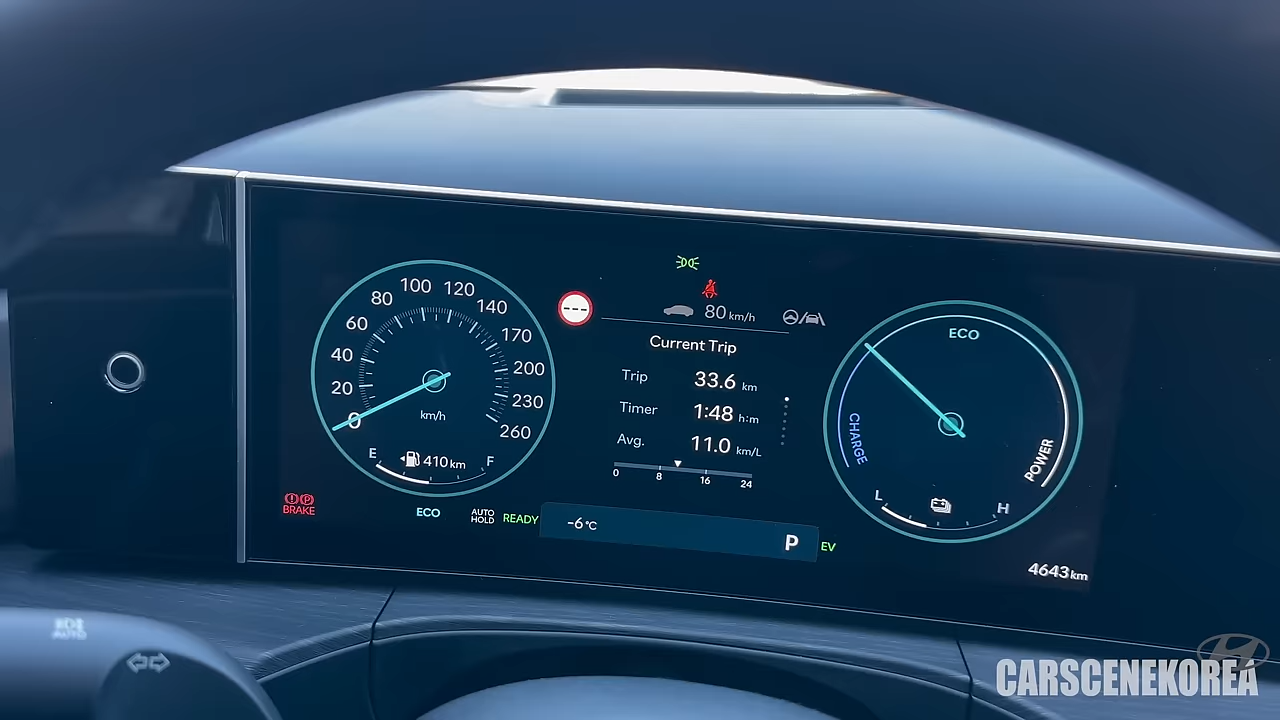 100 120
80 140
60 170
40 200
20 230
0 260
km/h
E F
410 km
P
BRAKE
ECO
AUTO
HOLD
READY
80 km/h
Current Trip
Trip 33.6 km
Timer 1:48 h:m
Avg. 11.0 km/L
0 8 16 24
-6 °C
P
EV
ECO
CHARGE
POWER
L H
4643 km
AUTO
CARSCENEKOREA